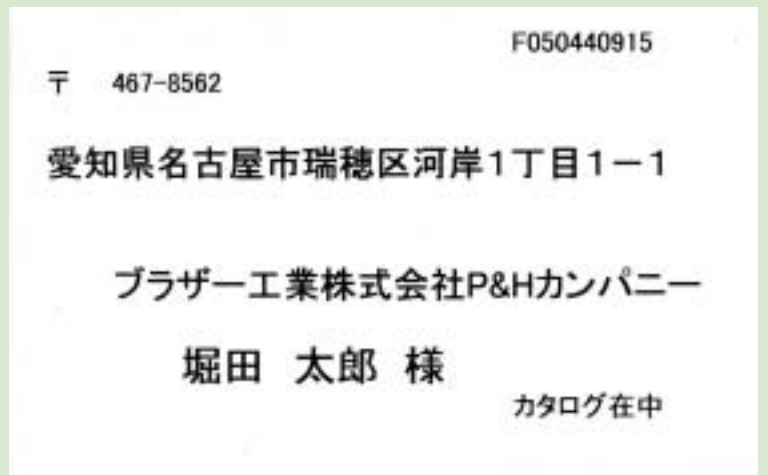 F050440915
〒 467-8562
愛知県名古屋市瑞穂区河岸1丁目1-1
ブラザー工業株式会社P&Hカンパニー
堀田 太郎 様
カタログ在中